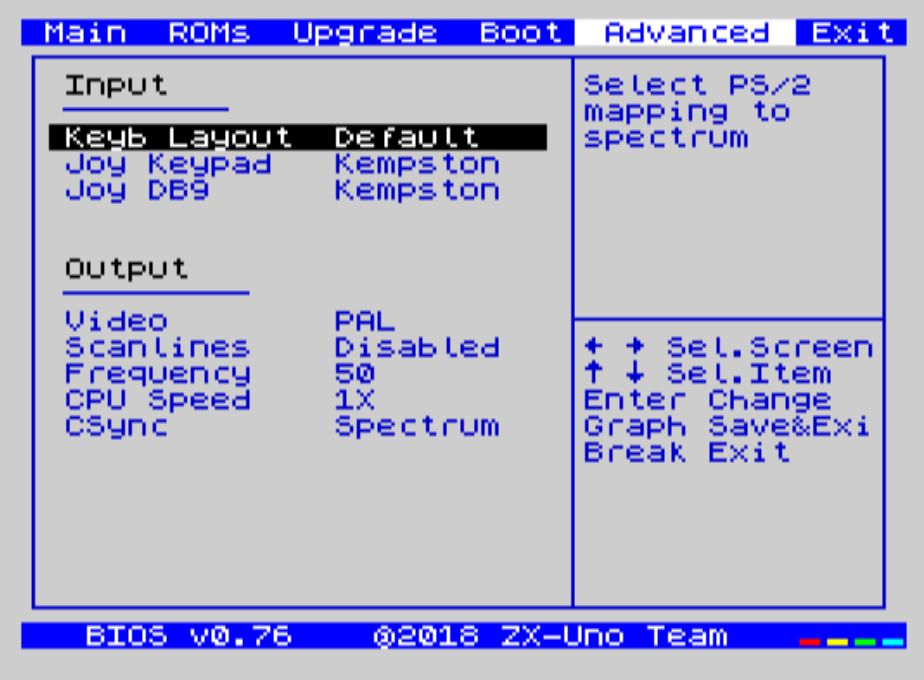 Main ROMs Upgrade Boot Advanced Exit
Input
Keyb Layout Default
Joy Keypad Kempston
Joy DB9 Kempston
Output
Video PAL
Scanlines Disabled
Frequency 50
CPU Speed 1X
CSync Spectrum
Select PS/2
mapping to
spectrum
← → Sel.Screen
↑ ↓ Sel.Item
Enter Change
Graph Save&Exi
Break Exit
BIOS v0.76 ©2018 ZX-Uno Team